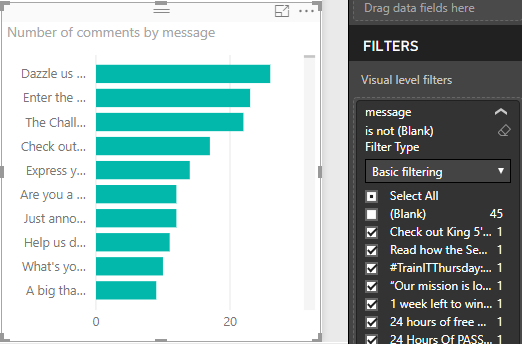 Drag data fields here
Number of comments by message
Dazzle us ...
Enter the ...
The Chall...
Check out...
Express y...
Are you a ...
Just anno...
Help us d...
What's yo...
A big tha...
0
20
FILTERS
Visual level filters
message
is not (Blank)
Filter Type
Basic filtering
Select All
(Blank) 45
Check out King 5'... 1
Read how the Se... 1
#TrainITThursday:... 1
"Our mission is lo... 1
1 week left to win... 1
24 hours of free ... 1
24 Hours Of PASS... 1